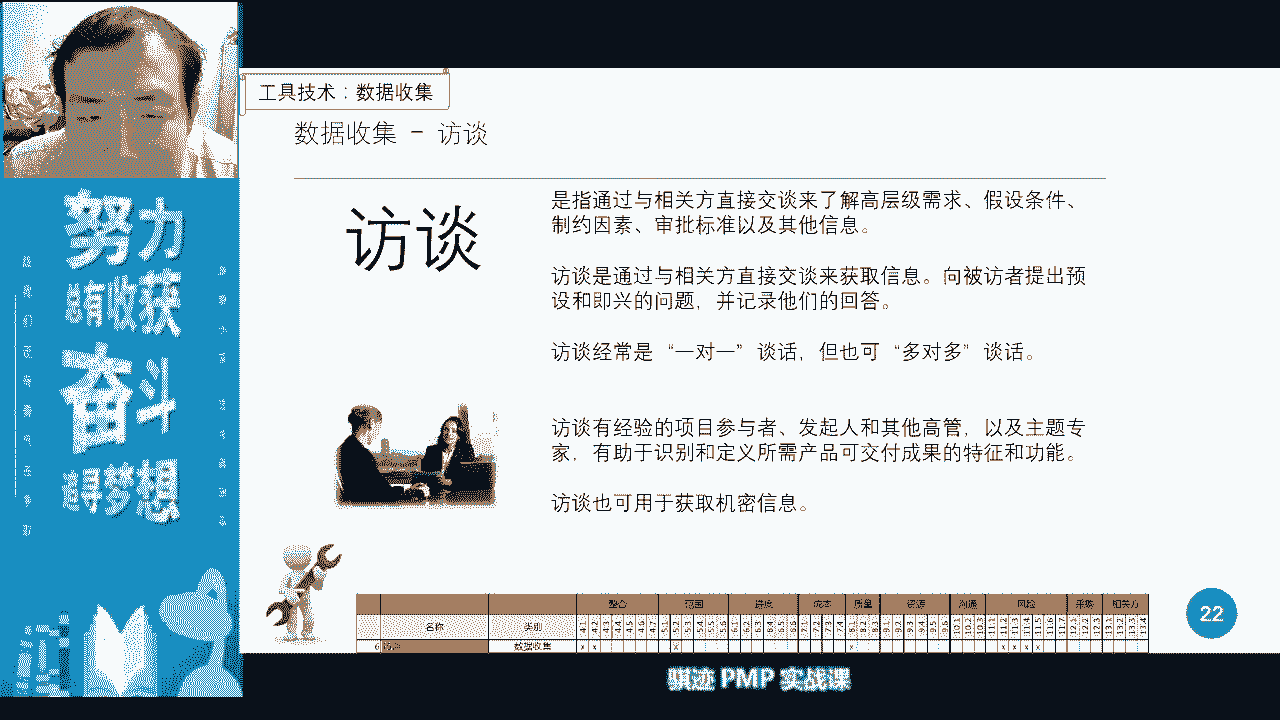 工具技术：数据收集
数据收集 - 访谈
访谈
是指通过与相关方直接交谈来了解高层级需求、假设条件、
制约因素、审批标准以及其他信息。
访谈是通过与相关方直接交谈来获取信息。向被访者提出预
设和即兴的问题，并记录他们的回答。
访谈经常是 “一对一” 谈话，但也可 “多对多” 谈话。
访谈有经验的项目参与者、发起人和其他高管，以及主题专
家，有助于识别和定义所需产品可交付成果的特征和功能。
访谈也可用于获取机密信息。
努力
总有收获
奋斗
追寻梦想
整合 范围 进度 成本 质量 资源 沟通 风险 采购 相关方
名称 类别
6 访谈 数据收集
22
骐迹 PMP 实战课